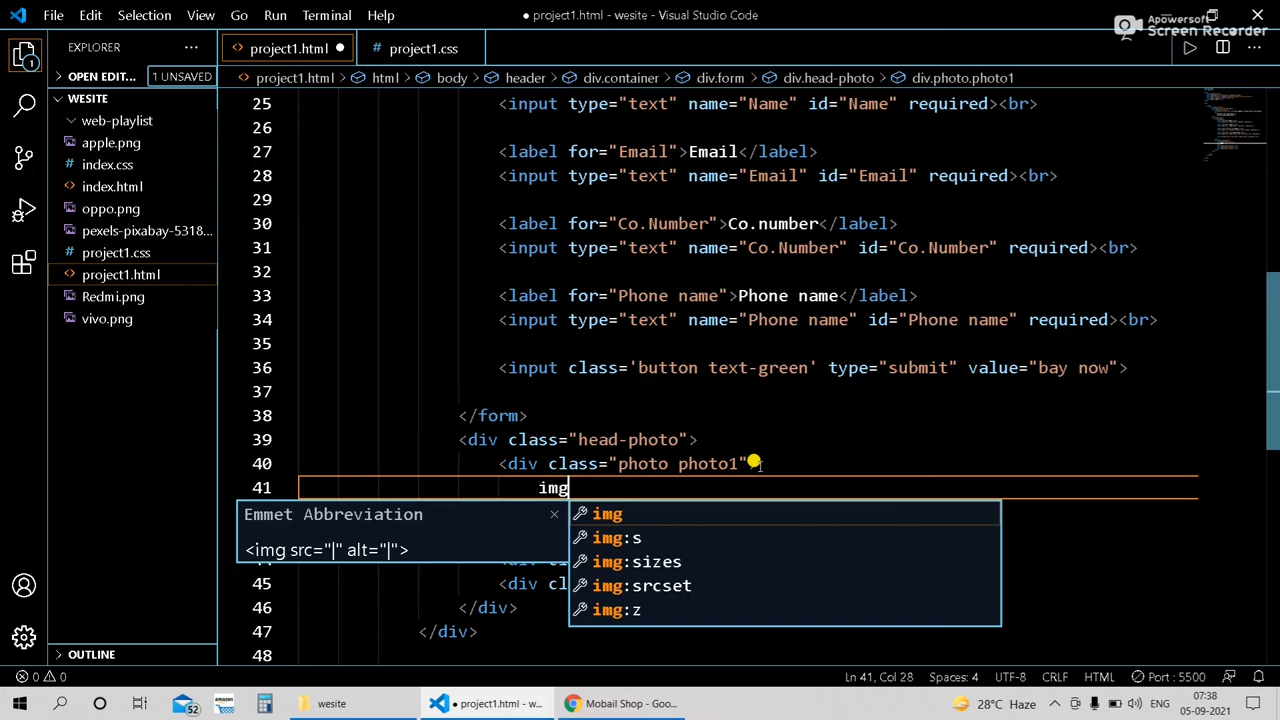 File Edit Selection View Go Run Terminal Help
● project1.html - wesite - Visual Studio Code
Apowersoft
Screen Recorder
EXPLORER
OPEN EDIT... 1 UNSAVED
WESITE
web-playlist
apple.png
index.css
index.html
oppo.png
pexels-pixabay-5318...
project1.css
project1.html
Redmi.png
vivo.png
OUTLINE
project1.html ● project1.css
project1.html > html > body > header > div.container > div.form > div.head-photo > div.photo.photo1
25 <input type="text" name="Name" id="Name" required><br>
26
27 <label for="Email">Email</label>
28 <input type="text" name="Email" id="Email" required><br>
29
30 <label for="Co.Number">Co.number</label>
31 <input type="text" name="Co.Number" id="Co.Number" required><br>
32
33 <label for="Phone name">Phone name</label>
34 <input type="text" name="Phone name" id="Phone name" required><br>
35
36 <input class='button text-green' type="submit" value="bay now">
37
38 </form>
39 <div class="head-photo">
40 <div class="photo photo1"
41 img
Emmet Abbreviation ×
<img src="|" alt="|">
img
img:s
img:sizes
img:srcset
img:z
45 <div cl
46 </div>
47 </div>
48
1
0 0 Ln 41, Col 28 Spaces: 4 UTF-8 CRLF HTML Port : 5500
52
amazon
wesite
● project1.html - w...
Mobail Shop - Goo...
28°C Haze
ENG
07:38
05-09-2021